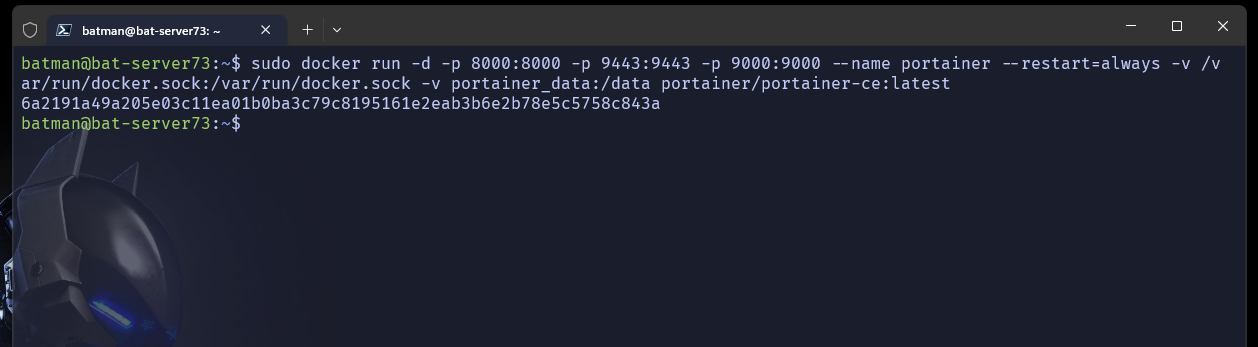 batman@bat-server73: ~
batman@bat-server73:~$ sudo docker run -d -p 8000:8000 -p 9443:9443 -p 9000:9000 --name portainer --restart=always -v /v
ar/run/docker.sock:/var/run/docker.sock -v portainer_data:/data portainer/portainer-ce:latest
6a2191a49a205e03c11ea01b0ba3c79c8195161e2eab3b6e2b78e5c5758c843a
batman@bat-server73:~$